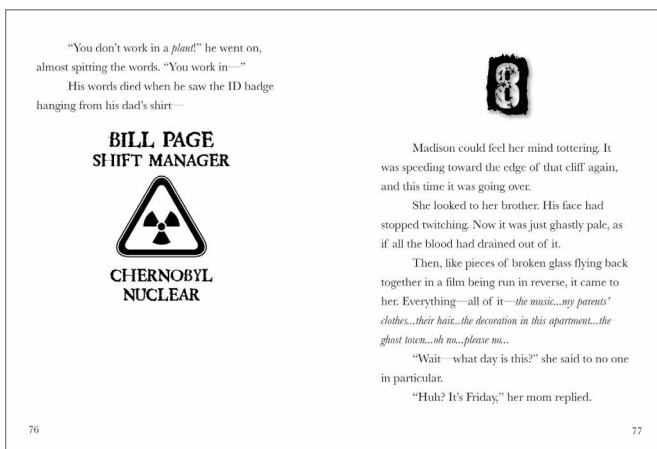 “You don’t work in a plant!” he went on,
almost spitting the words. “You work in—”
His words died when he saw the ID badge
hanging from his dad’s shirt—
BILL PAGE
SHIFT MANAGER
CHERNOBYL
NUCLEAR
76
8
Madison could feel her mind tottering. It
was speeding toward the edge of that cliff again,
and this time it was going over.
She looked to her brother. His face had
stopped twitching. Now it was just ghastly pale, as
if all the blood had drained out of it.
Then, like pieces of broken glass flying back
together in a film being run in reverse, it came to
her. Everything—all of it—the music...my parents’
clothes...their hair...the decoration in this apartment...the
ghost town...oh no...please no...
“Wait—what day is this?” she said to no one
in particular.
“Huh? It’s Friday,” her mom replied.
77